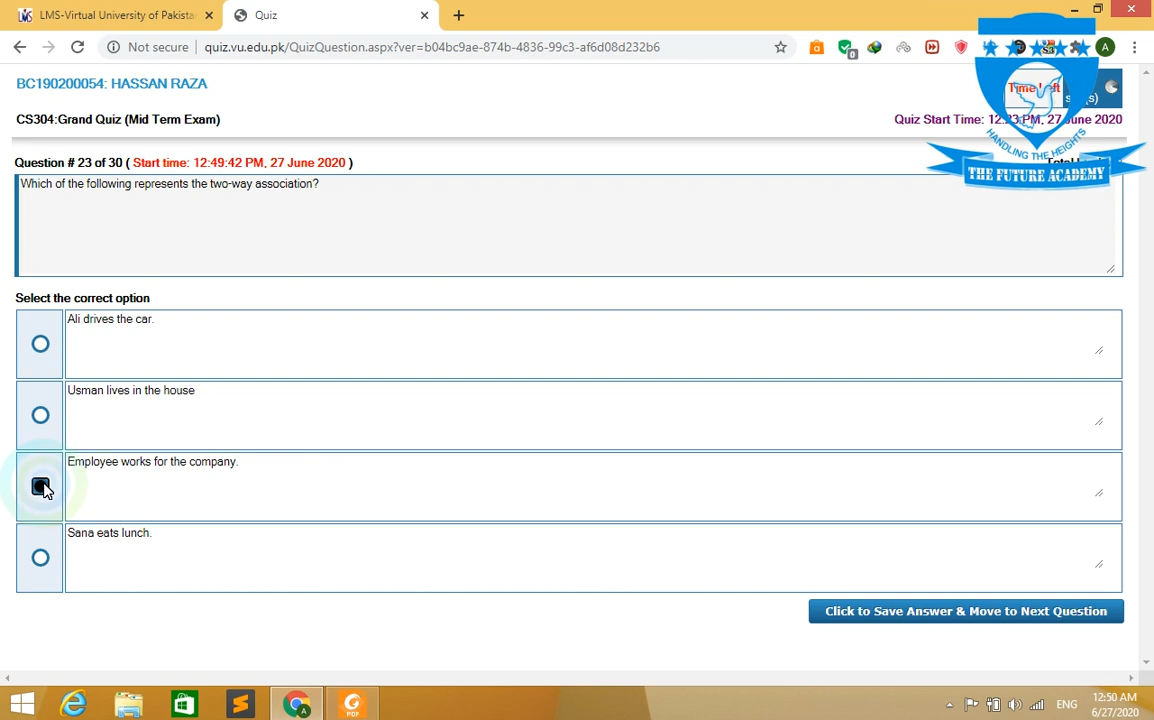 LMS-Virtual University of Pakista
Quiz
Not secure
quiz.vu.edu.pk/QuizQuestion.aspx?ver=b04bc9ae-874b-4836-99c3-af6d08d232b6
A
BC190200054: HASSAN RAZA
Time Left
CS304:Grand Quiz (Mid Term Exam)
Quiz Start Time: 12:23 PM, 27 June 2020
HANDLING THE HEIGHTS
THE FUTURE ACADEMY
Question # 23 of 30 ( Start time: 12:49:42 PM, 27 June 2020 )
Which of the following represents the two-way association?
Select the correct option
Ali drives the car.
Usman lives in the house
Employee works for the company.
Sana eats lunch.
Click to Save Answer & Move to Next Question
PDF
ENG
12:50 AM
6/27/2020